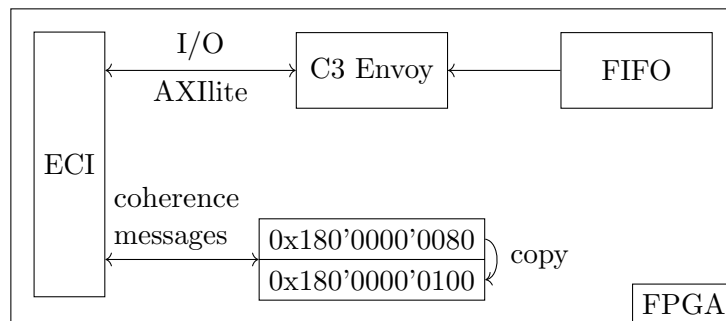 I/O
AXIlite
C3 Envoy
FIFO
ECI
coherence
messages
0x180'0000'0080
0x180'0000'0100
copy
FPGA